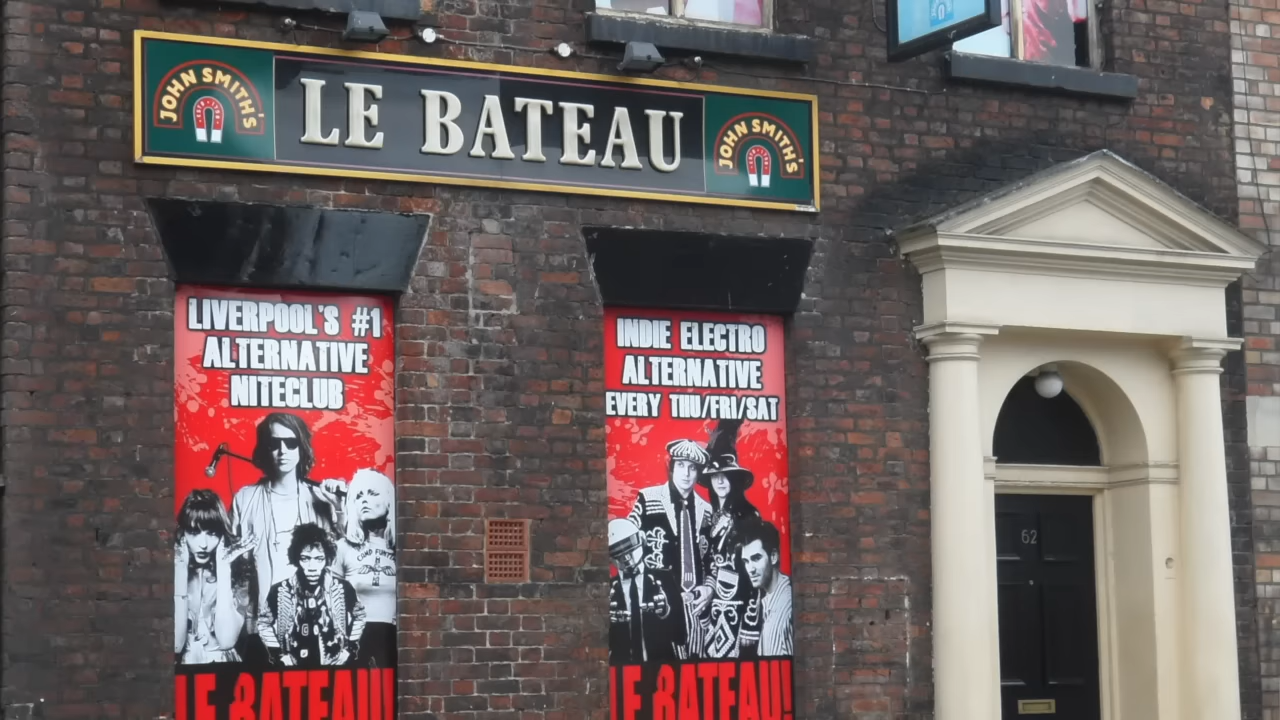 JOHN SMITH'S
LE BATEAU
JOHN SMITH'S
LIVERPOOL'S #1
ALTERNATIVE
NITECLUB
LE BATEAU!
INDIE ELECTRO
ALTERNATIVE
EVERY THU/FRI/SAT
LE BATEAU!
62